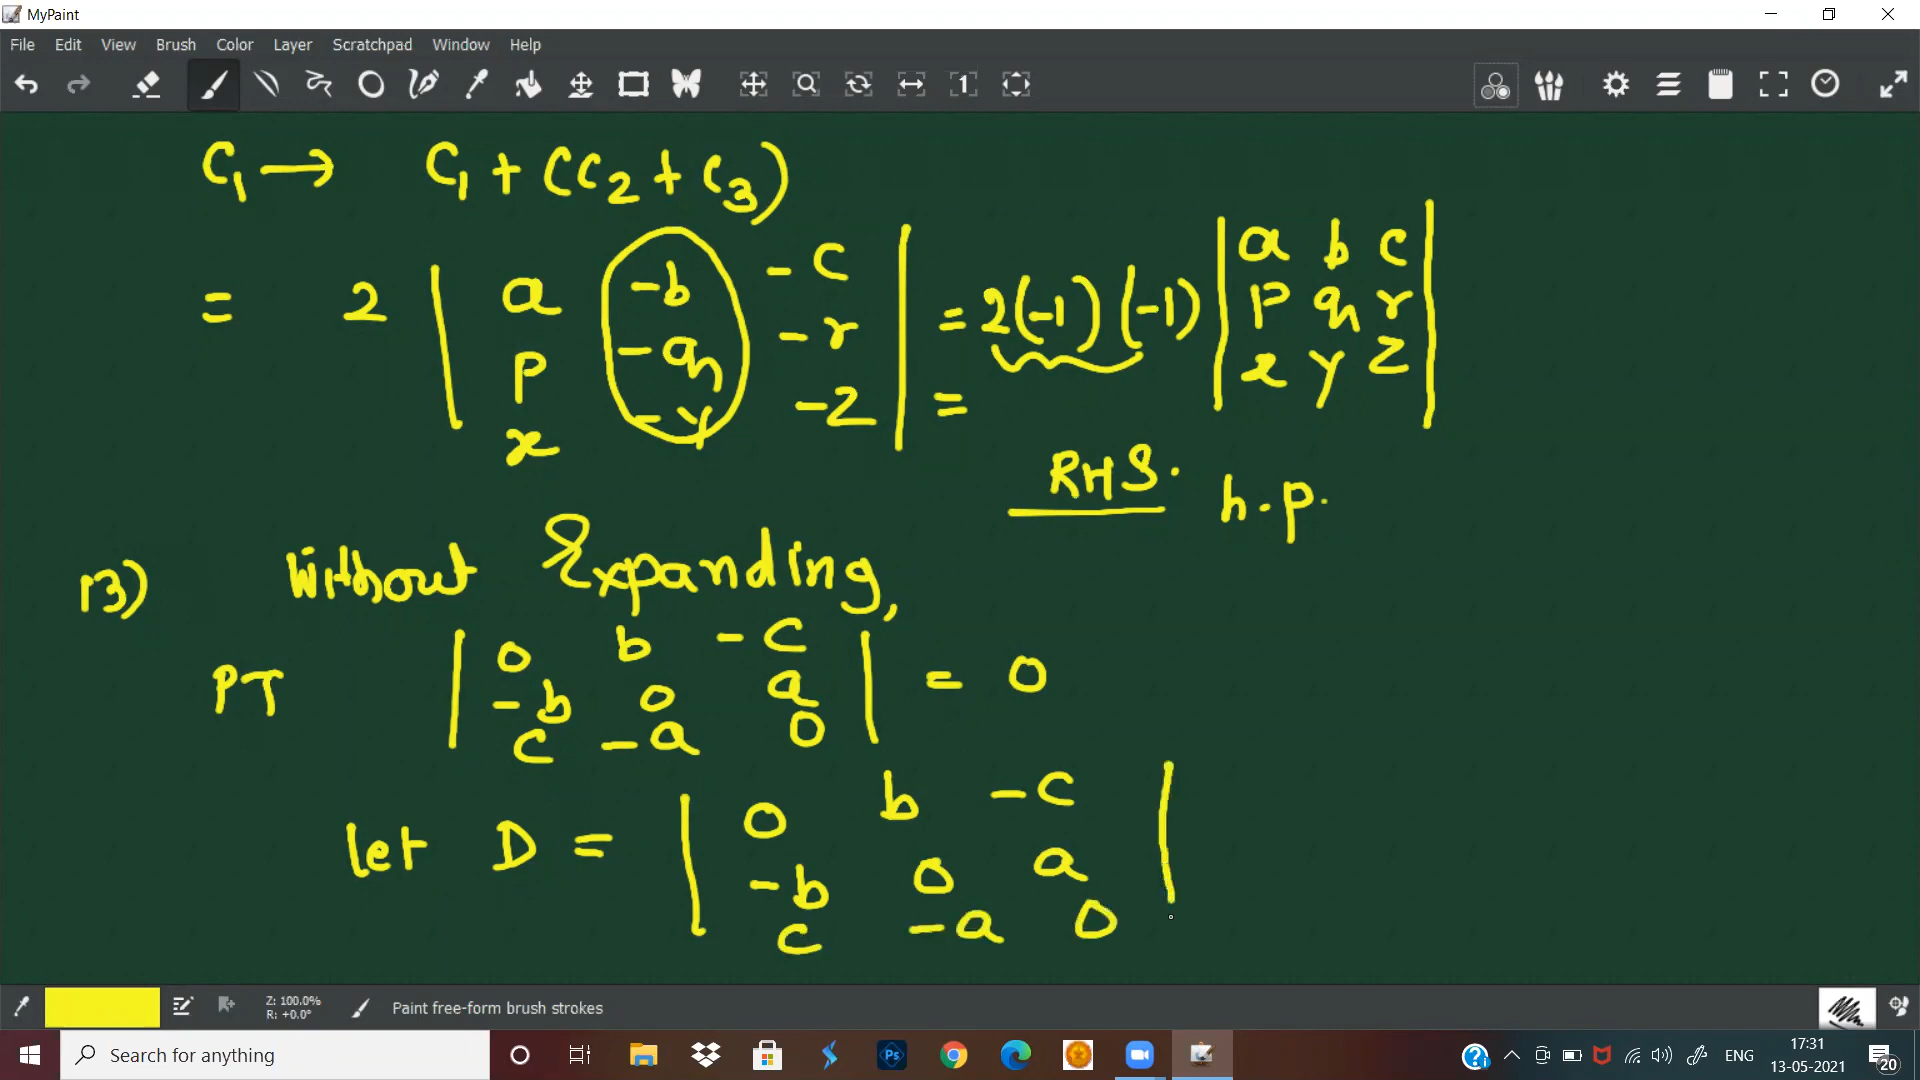 MyPaint
File Edit View Brush Color Layer Scratchpad Window Help
C₁ → C₁ + (C₂ + C₃)
= 2 | a -b -c | = 2(-1)(-1) | a b c |
| p -q -r | | p q r |
| x -y -z | = | x y z |
RHS. h.p.
13) Without Expanding,
PT | 0 b -c | = 0
| -b 0 a |
| c -a 0 |
let D = | 0 b -c |
| -b 0 a |
| c -a 0 |
Z: 100.0%
R: +0.0°
Paint free-form brush strokes
Search for anything
Ps
ENG
17:31
13-05-2021
20